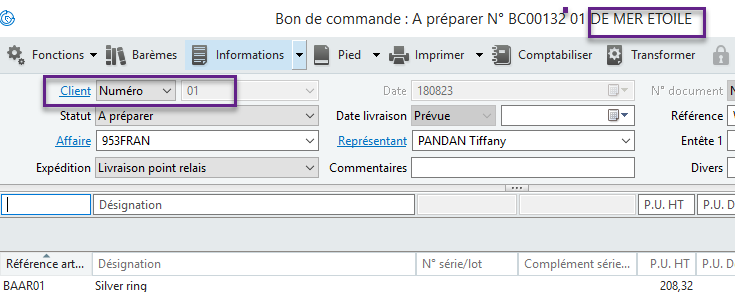 Bon de commande : A préparer N° BC00132 01 DE MER ETOILE
Fonctions Barèmes Informations Pied Imprimer Comptabiliser Transformer
Client Numéro 01 Date 180823 N° document
Statut A préparer Date livraison Prévue Référence
Affaire 953FRAN Représentant PANDAN Tiffany Entête 1
Expédition Livraison point relais Commentaires Divers
Désignation P.U. HT P.U. D
Référence art... Désignation N° série/lot Complément série... P.U. HT P.U. D
BAAR01 Silver ring 208,32